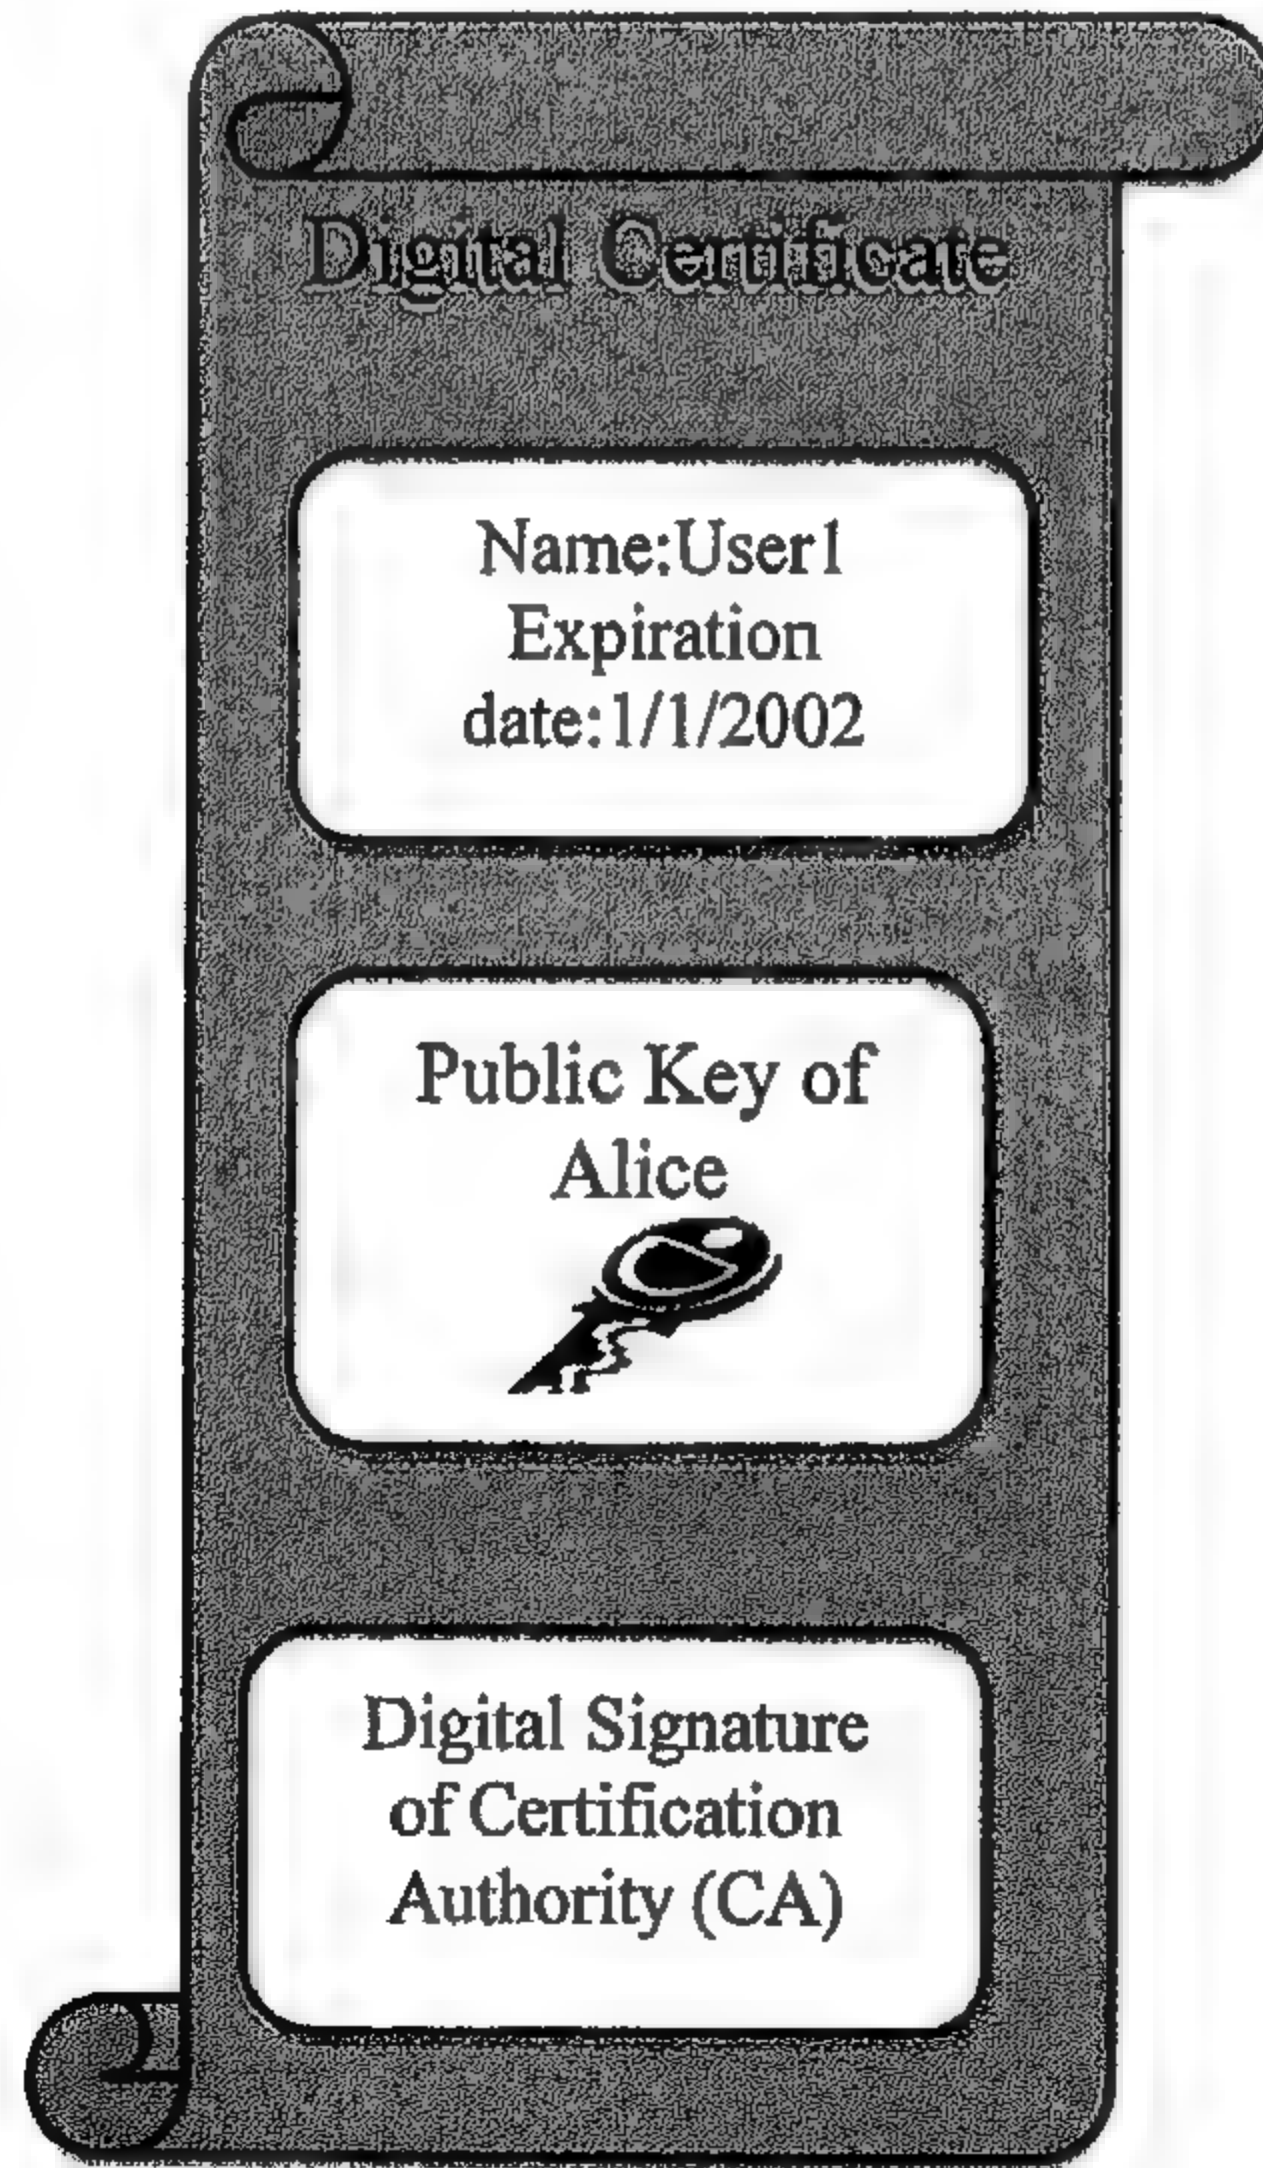 Digital Certificate
Name:User1
Expiration
date:1/1/2002
Public Key of
Alice
Digital Signature
of Certification
Authority (CA)